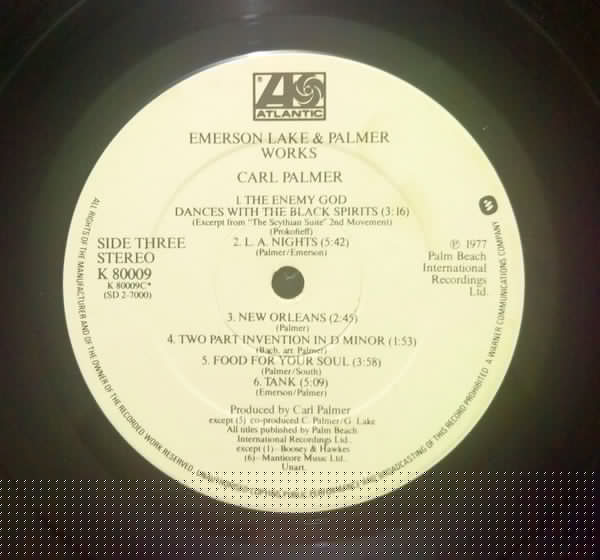 ATLANTIC
EMERSON LAKE & PALMER
WORKS
CARL PALMER
1. THE ENEMY GOD
DANCES WITH THE BLACK SPIRITS (3:16)
(Excerpt from "The Scythian Suite" 2nd Movement)
(Prokofieff)
2. L. A. NIGHTS (5:42)
(Palmer/Emerson)
SIDE THREE
STEREO
K 80009
K 80009C*
(SD 2-7000)
℗ 1977
Palm Beach
International
Recordings
Ltd.
3. NEW ORLEANS (2:45)
(Palmer)
4. TWO PART INVENTION IN D MINOR (1:53)
(Bach, arr. Palmer)
5. FOOD FOR YOUR SOUL (3:58)
(Palmer/South)
6. TANK (5:09)
(Emerson/Palmer)
Produced by Carl Palmer
except (5) co-produced C. Palmer/G. Lake
All titles published by Palm Beach
International Recordings Ltd.,
except (1)—Boosey & Hawkes
(6)—Manticore Music Ltd.
Unart.
ALL RIGHTS OF THE MANUFACTURER AND OF THE OWNER OF THE RECORDED WORK RESERVED. BROADCASTING OF THIS RECORD PROHIBITED. A WARNER COMMUNICATIONS COMPANY